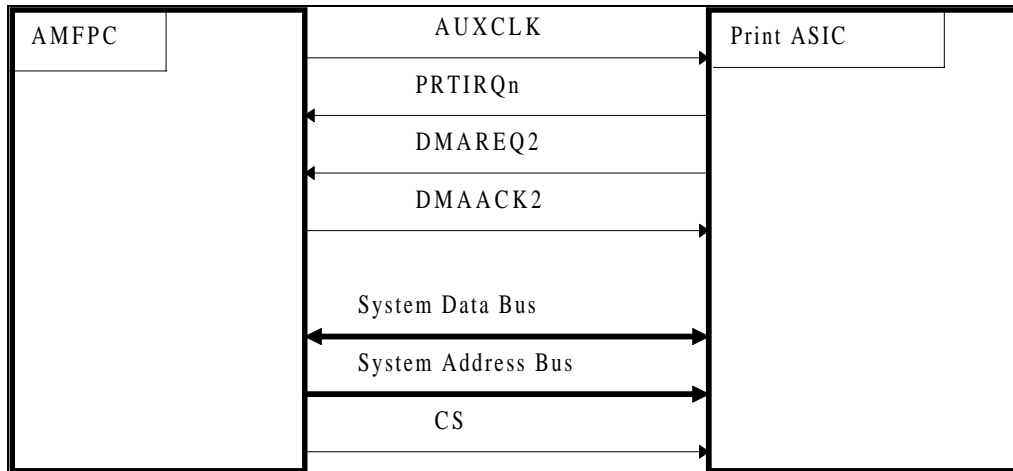 AMFPC
AUXCLK
Print ASIC
PRTIRQn
DMAREQ2
DMAACK2
System Data Bus
System Address Bus
CS